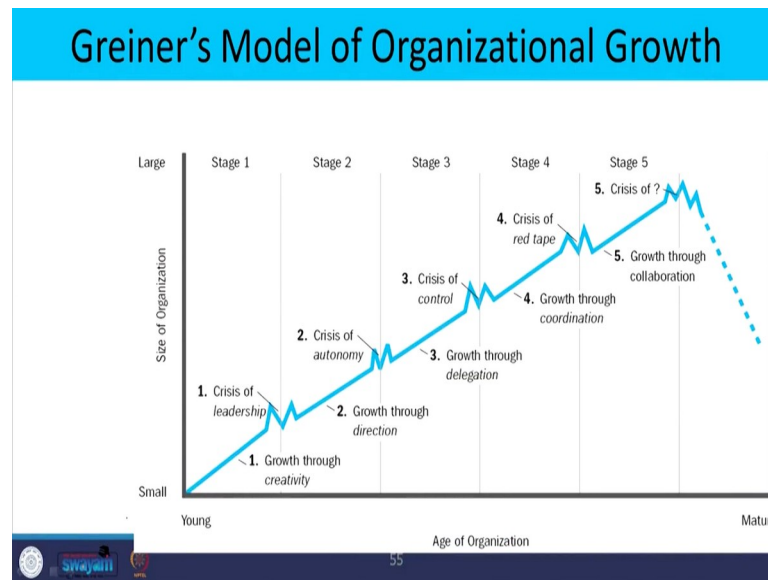 Greiner's Model of Organizational Growth
Large
Stage 1
Stage 2
Stage 3
Stage 4
Stage 5
5. Crisis of ?
4. Crisis of
red tape
5. Growth through
collaboration
3. Crisis of
control
4. Growth through
coordination
2. Crisis of
autonomy
3. Growth through
delegation
1. Crisis of
leadership
2. Growth through
direction
1. Growth through
creativity
Size of Organization
Small
Young
Matu
Age of Organization
swayam
55